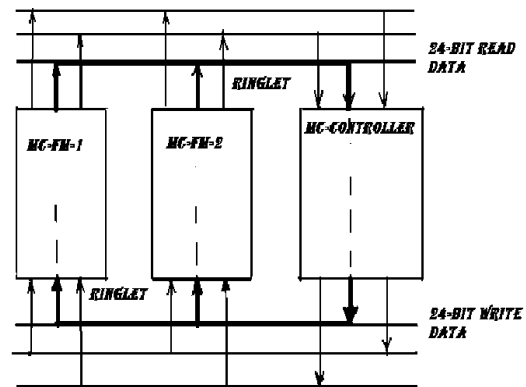 24-BIT READ
DATA
RINGLET
MC-FM-1
MC-FM-2
MC-CONTROLLER
RINGLET
24-BIT WRITE
DATA